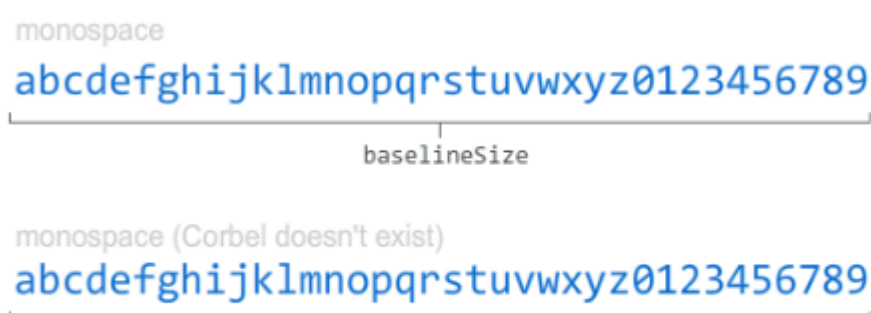 monospace
abcdefghijklmnopqrstuvwxyz0123456789
baselineSize
monospace (Corbel doesn't exist)
abcdefghijklmnopqrstuvwxyz0123456789